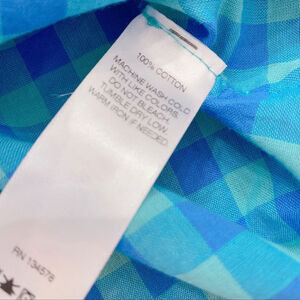 100% COTTON
MACHINE WASH COLD
WITH LIKE COLORS.
DO NOT BLEACH.
TUMBLE DRY LOW.
WARM IRON IF NEEDED
RN 134578